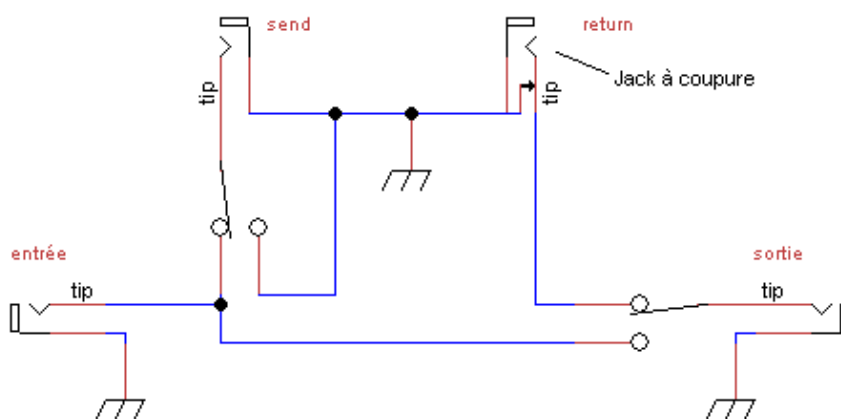 send
return
tip
tip
Jack à coupure
entrée
sortie
tip
tip